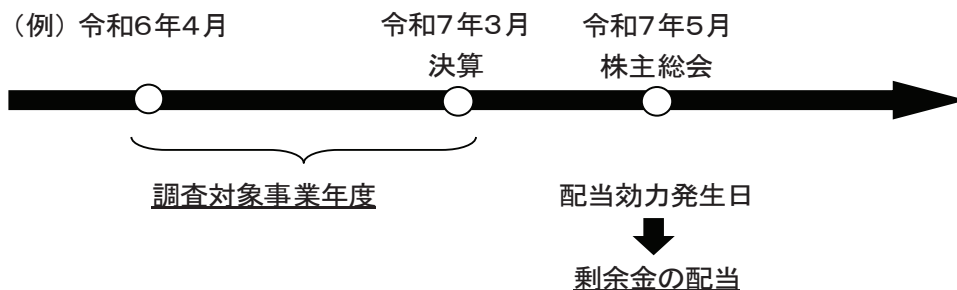 （例）令和６年４月 令和７年３月 令和７年５月
決算 株主総会
調査対象事業年度 配当効力発生日
剰余金の配当